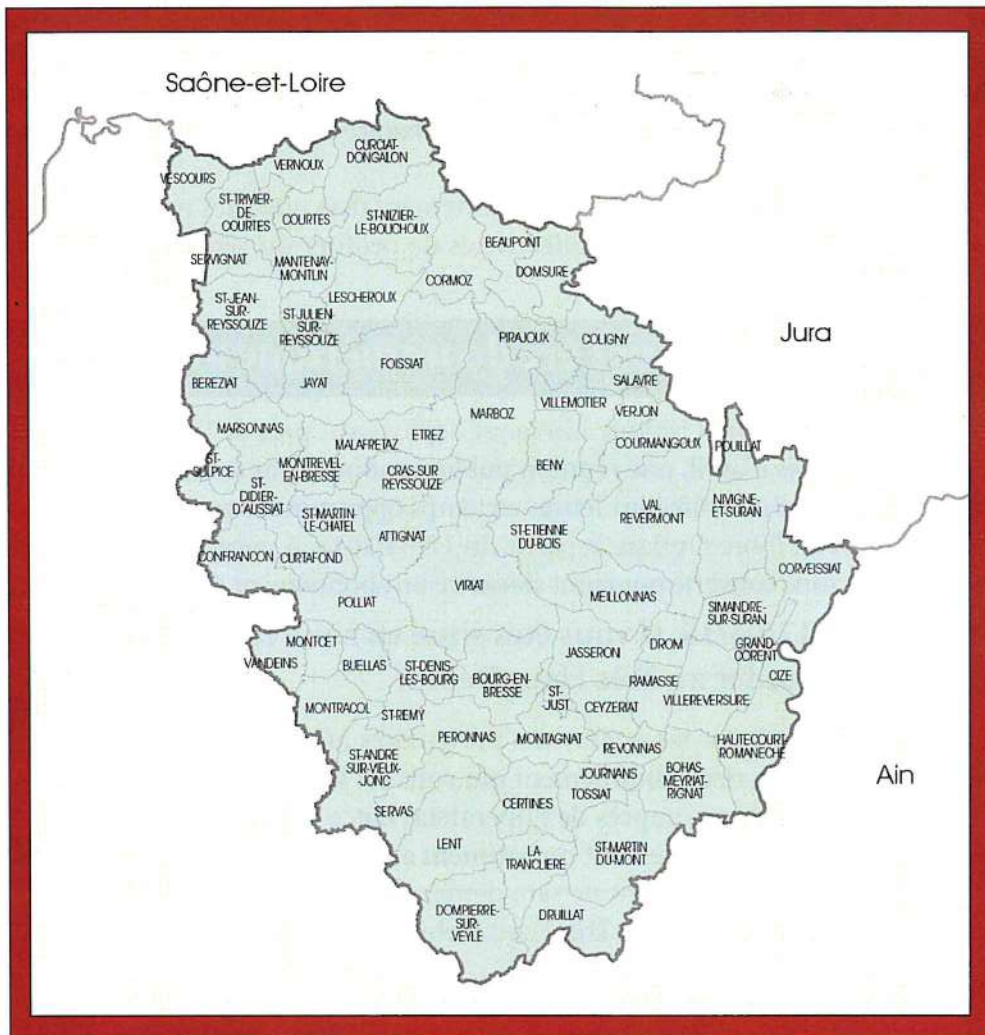 Saône-et-Loire
CURCIAT-
DONGALON
VERNOUX
VESCOURS
ST-TRIVIER-
DE-
COURTES
COURTES
ST-NIZIER-
LE-BOUCHOUX
BEAUPONT
SERVIGNAT
MANTENAY-
MONTLIN
DOMSURE
CORMOZ
LESCHEROUX
ST-JEAN-
SUR-
REYSSOUZE
ST-JULIEN-
SUR-
REYSSOUZE
Jura
PIRAJOUX
COLIGNY
FOISSIAT
BEREZIAT
JAYAT
SALAVRE
VILLEMOTIER
VERJON
MARBOZ
MARSONNAS
ETREZ
MALAFRETAZ
COURMANGOUX
POUILLAT
ST-
SULPICE
MONTREVEL-
EN-BRESSE
CRAS-SUR
REYSSOUZE
BENY
ST-
DIDIER-
D'AUSSIAT
ST-MARTIN-
LE-CHATEL
VAL
REVERMONT
NIVIGNE-
ET-SURAN
ATTIGNAT
ST-ETIENNE
DU-BOIS
CONFRANCON
CURTAFOND
CORVEISSIAT
VIRIAT
MEILLONNAS
POLLIAT
SIMANDRE-
SUR-SURAN
MONTCET
DROM
GRAND-
CORENT
VANDEINS
BUELLAS
ST-DENIS-
LES-BOURG
JASSERON
BOURG-EN-
BRESSE
RAMASSE
CIZE
ST-
JUST
VILLEREVERSURE
MONTRACOL
ST-REMY
CEYZERIAT
PERONNAS
MONTAGNAT
REVONNAS
HAUTECOURT
ROMANECHE
ST-ANDRE
SUR-VIEUX-
-JONC
JOURNANS
BOHAS-
MEYRIAT-
RIGNAT
Ain
TOSSIAT
CERTINES
SERVAS
LENT
LA-
TRANCLIERE
ST-MARTIN
DU-MONT
DOMPIERRE-
SUR-
VEYLE
DRUILLAT